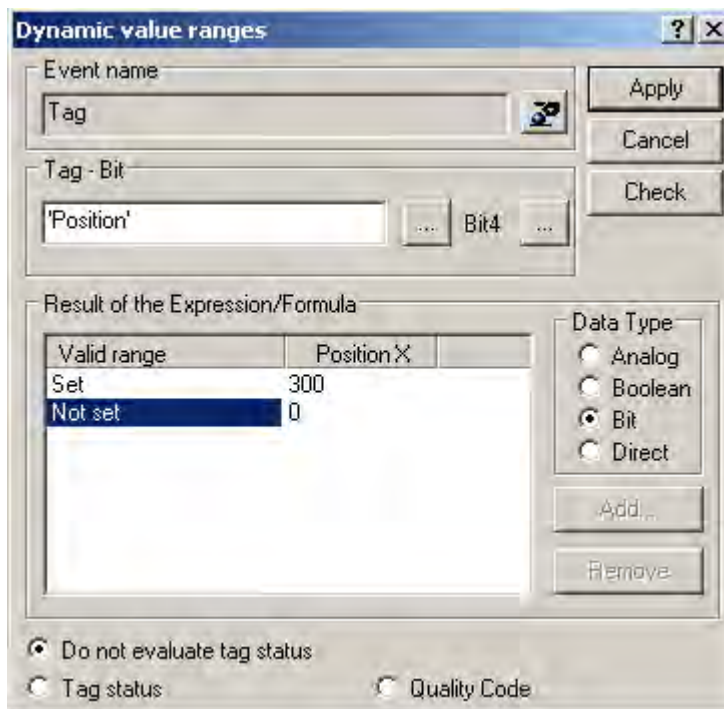 Dynamic value ranges
? ×
Event name
Tag
Apply
Cancel
Check
Tag - Bit
'Position'
...
Bit4
...
Result of the Expression/Formula
Valid range Position X
Set 300
Not set 0
Data Type
Analog
Boolean
Bit
Direct
Add...
Remove
Do not evaluate tag status
Tag status
Quality Code